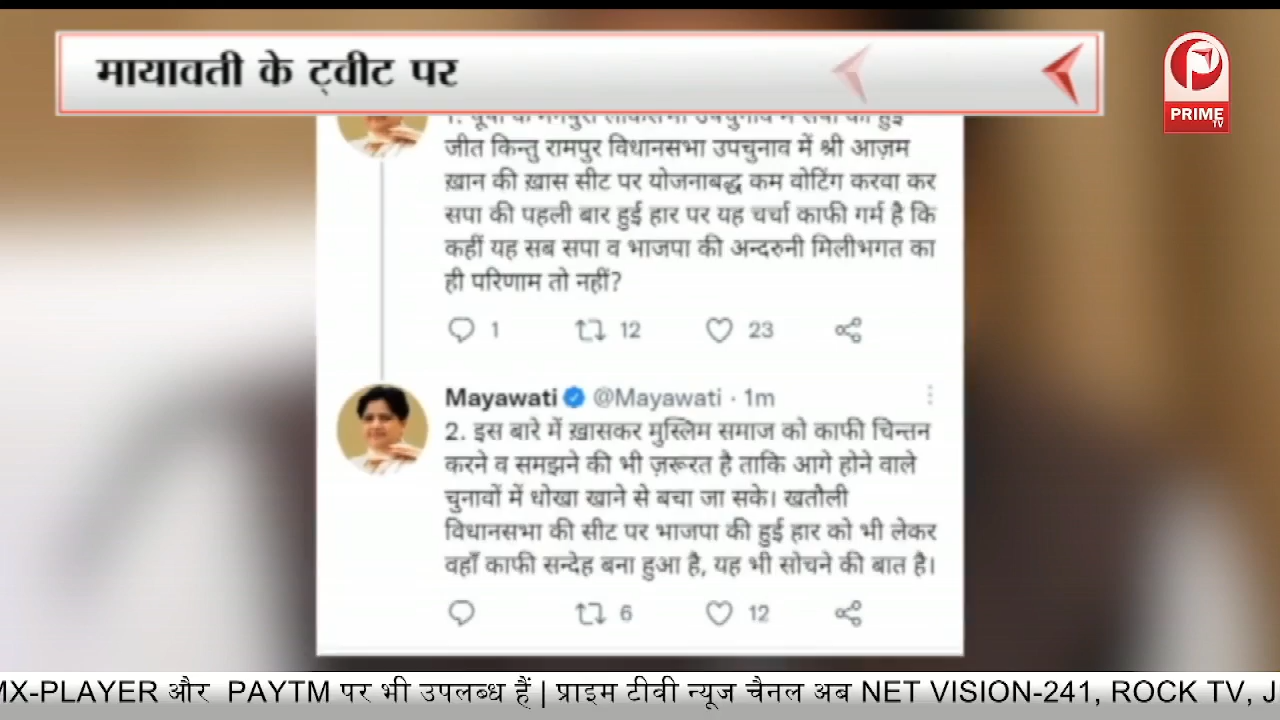 मायावती के ट्वीट पर
PRIME
TV
जीत किन्तु रामपुर विधानसभा उपचुनाव में श्री आज़म
ख़ान की ख़ास सीट पर योजनाबद्ध कम वोटिंग करवा कर
सपा की पहली बार हुई हार पर यह चर्चा काफी गर्म है कि
कहीं यह सब सपा व भाजपा की अन्दरुनी मिलीभगत का
ही परिणाम तो नहीं?
1 12 23
Mayawati @Mayawati · 1m
2. इस बारे में ख़ासकर मुस्लिम समाज को काफी चिन्तन
करने व समझने की भी ज़रूरत है ताकि आगे होने वाले
चुनावों में धोखा खाने से बचा जा सके। खतौली
विधानसभा की सीट पर भाजपा की हुई हार को भी लेकर
वहाँ काफी सन्देह बना हुआ है, यह भी सोचने की बात है।
6 12
MX-PLAYER और PAYTM पर भी उपलब्ध हैं | प्राइम टीवी न्यूज चैनल अब NET VISION-241, ROCK TV, J